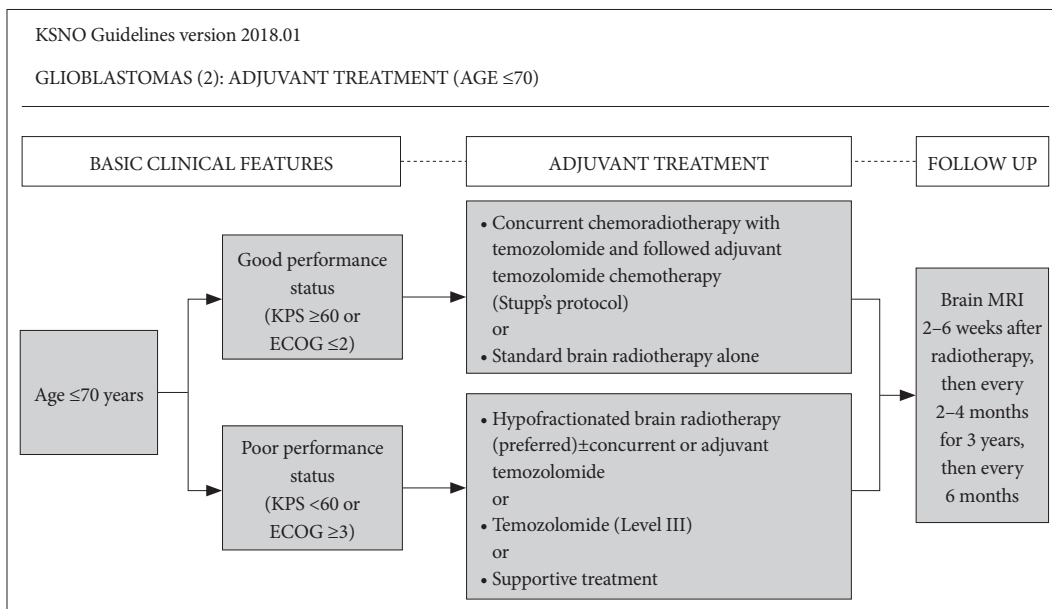 KSNO Guidelines version 2018.01
GLIOBLASTOMAS (2): ADJUVANT TREATMENT (AGE ≤70)
BASIC CLINICAL FEATURES
ADJUVANT TREATMENT
FOLLOW UP
Age ≤70 years
Good performance
status
(KPS ≥60 or
ECOG ≤2)
Poor performance
status
(KPS <60 or
ECOG ≥3)
• Concurrent chemoradiotherapy with
temozolomide and followed adjuvant
temozolomide chemotherapy
(Stupp's protocol)
or
• Standard brain radiotherapy alone
• Hypofractionated brain radiotherapy
(preferred)±concurrent or adjuvant
temozolomide
or
• Temozolomide (Level III)
or
• Supportive treatment
Brain MRI
2–6 weeks after
radiotherapy,
then every
2–4 months
for 3 years,
then every
6 months